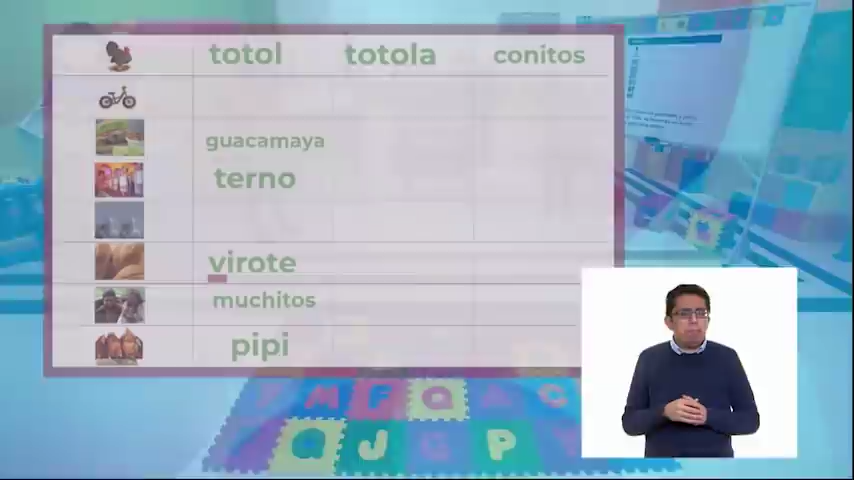 totol totola conitos
guacamaya
terno
virote
muchitos
pipi
M F Q
Q J P